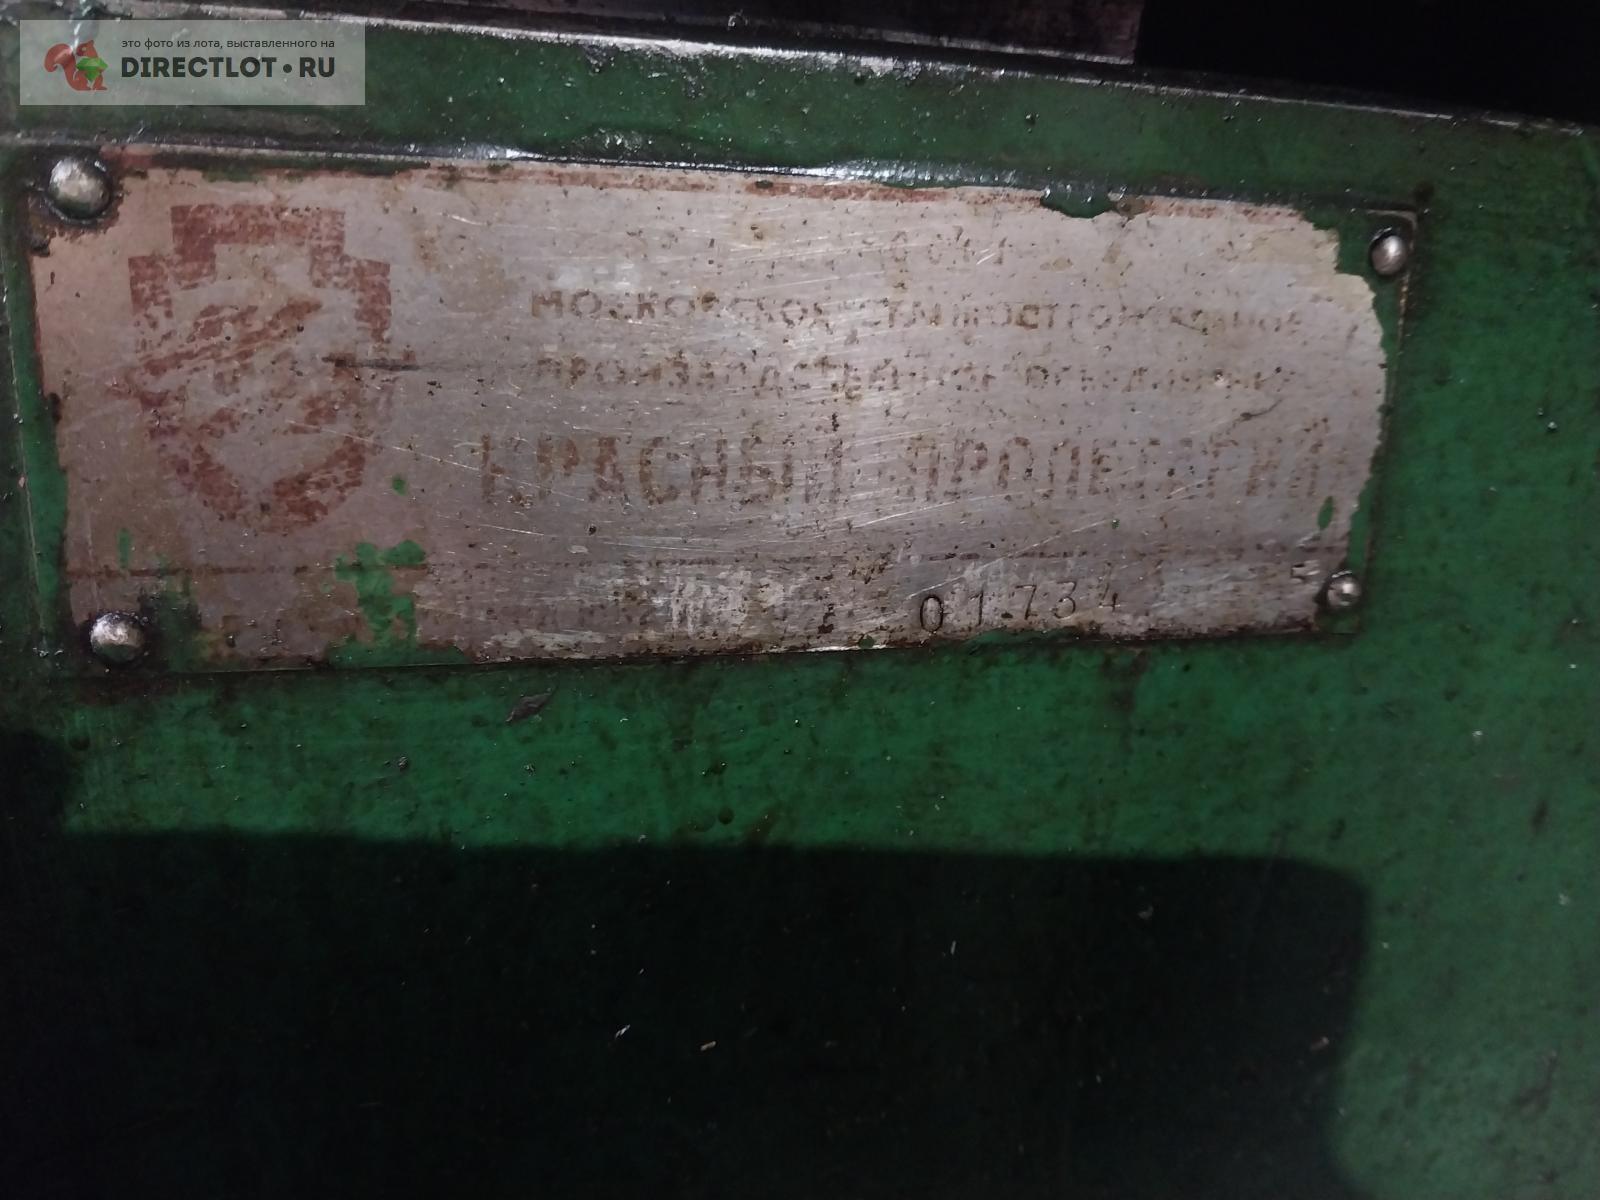 это фото из лота, выставленного на
DIRECTLOT.RU
МОСКОВСКОЕ СТАНКОСТРОИТЕЛЬНОЕ
ПРОИЗВОДСТВЕННОЕ ОБЪЕДИНЕНИЕ
КРАСНЫЙ ПРОЛЕТАРИЙ
01734